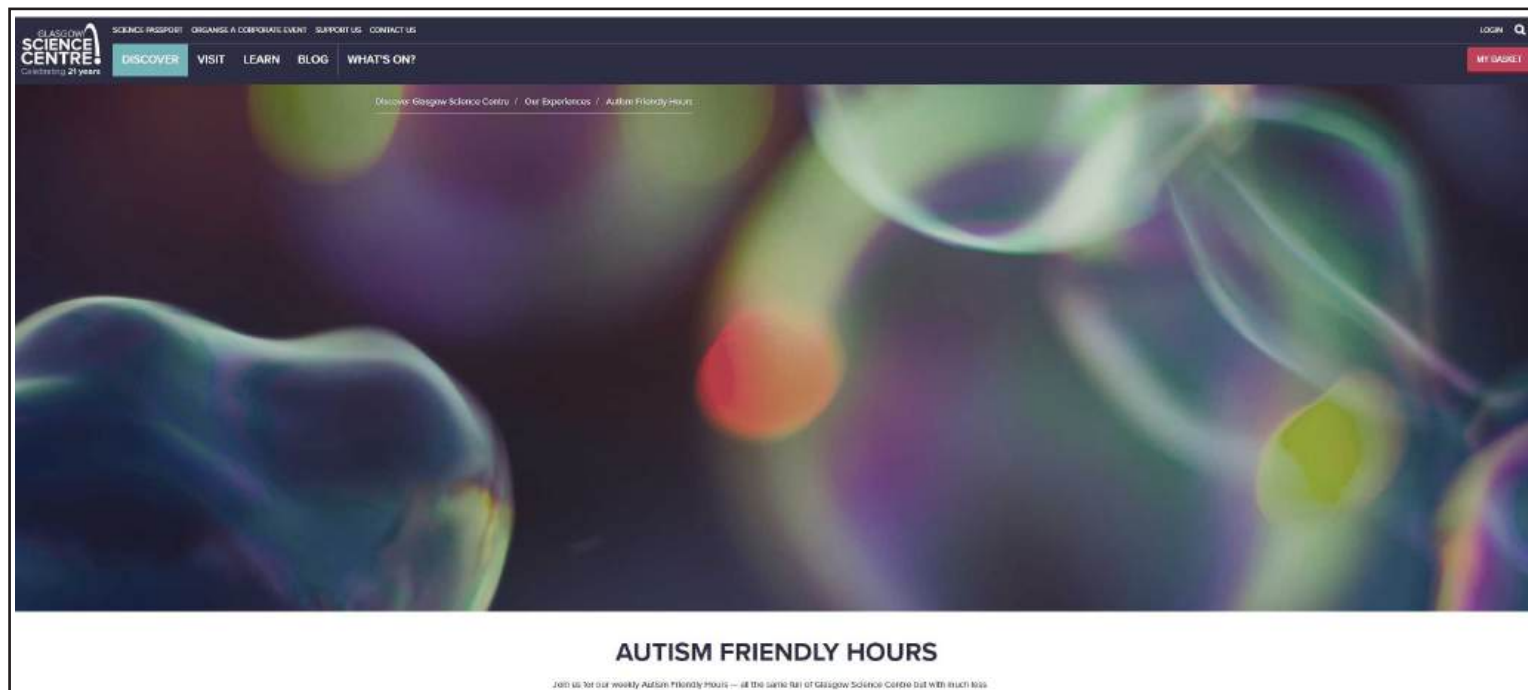 GLASGOW
SCIENCE
CENTRE!
Celebrating 21 years
SCIENCE PASSPORT ORGANISE A CORPORATE EVENT SUPPORT US CONTACT US
LOGIN
DISCOVER VISIT LEARN BLOG WHAT'S ON?
MY BASKET
Discover Glasgow Science Centre / Our Experiences / Autism Friendly Hours
AUTISM FRIENDLY HOURS
Join us for our weekly Autism Friendly Hours — all the same fun of Glasgow Science Centre but with much less